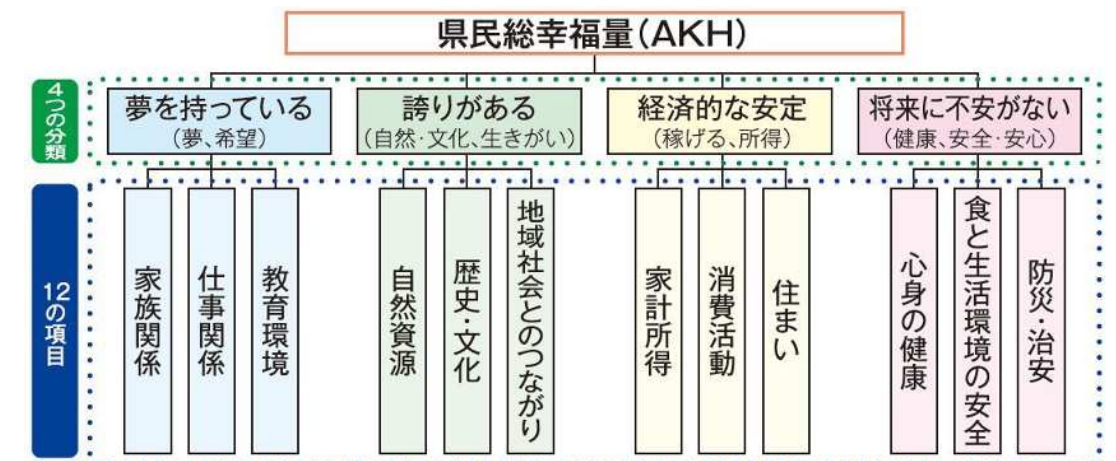 県民総幸福量(AKH)
4つの分類
夢を持っている
(夢、希望)
誇りがある
(自然・文化、生きがい)
経済的な安定
(稼げる、所得)
将来に不安がない
(健康、安全・安心)
12の項目
家族関係
仕事関係
教育環境
自然資源
歴史・文化
地域社会とのつながり
家計所得
消費活動
住まい
心身の健康
食と生活環境の安全
防災・治安